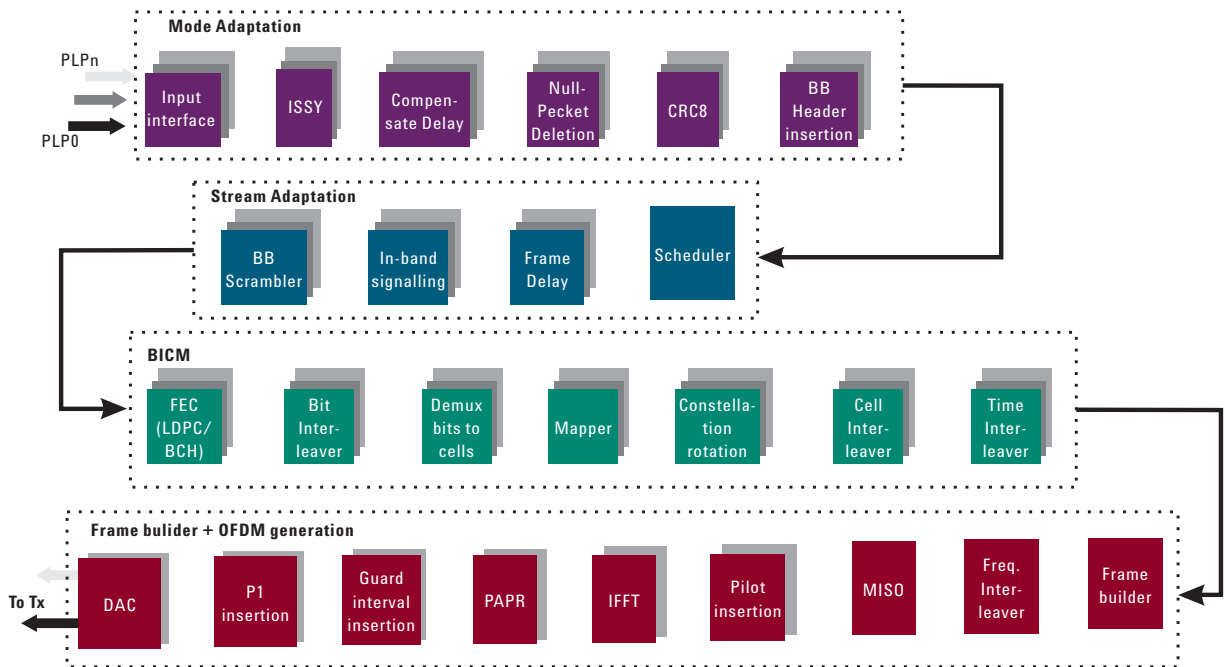 Mode Adaptation
PLPn
PLP0
Input
interface
ISSY
Compen-
sate Delay
Null-
Pecket
Deletion
CRC8
BB
Header
insertion
Stream Adaptation
BB
Scrambler
In-band
signalling
Frame
Delay
Scheduler
BICM
FEC
(LDPC/
BCH)
Bit
Inter-
leaver
Demux
bits to
cells
Mapper
Constella-
tion
rotation
Cell
Inter-
leaver
Time
Inter-
leaver
Frame bulider + OFDM generation
To Tx
DAC
P1
insertion
Guard
interval
insertion
PAPR
IFFT
Pilot
insertion
MISO
Freq.
Inter-
leaver
Frame
builder